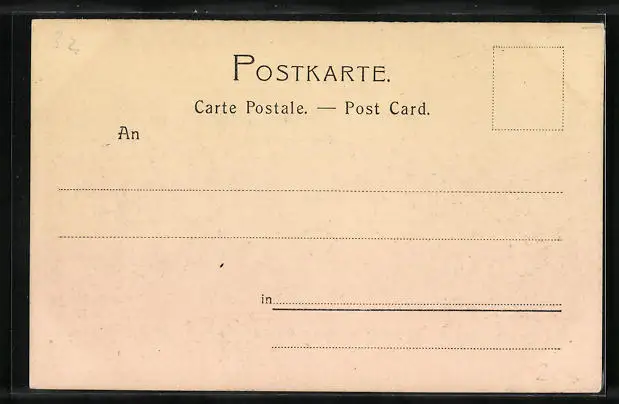 POSTKARTE.
Carte Postale. — Post Card.
An
in